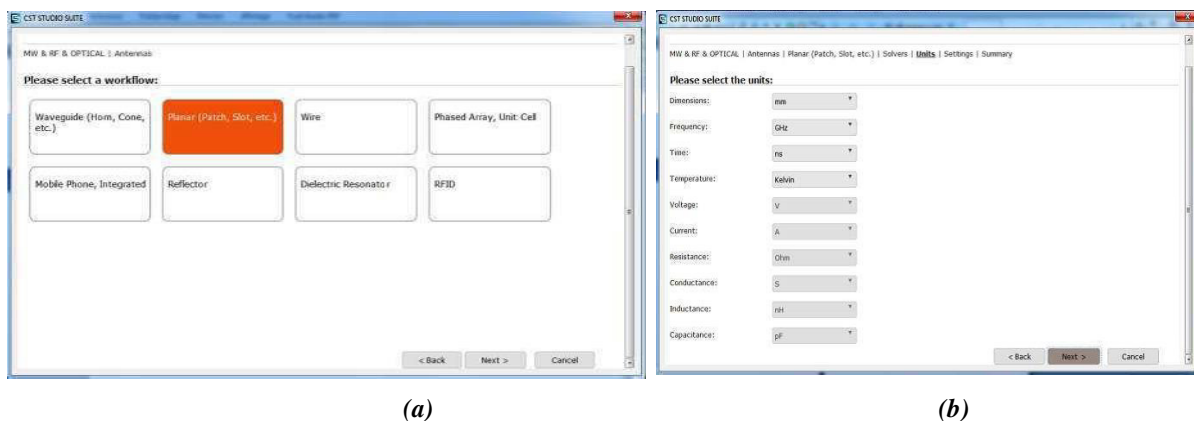 CST STUDIO SUITE
MW & RF & OPTICAL | Antennas
Please select a workflow:
Waveguide (Horn, Cone, etc.)
Planar (Patch, Slot, etc.)
Wire
Phased Array, Unit Cell
Mobile Phone, Integrated
Reflector
Dielectric Resonator
RFID
< Back Next > Cancel
(a)
CST STUDIO SUITE
MW & RF & OPTICAL | Antennas | Planar (Patch, Slot, etc.) | Solvers | Units | Settings | Summary
Please select the units:
Dimensions: mm
Frequency: GHz
Time: ns
Temperature: Kelvin
Voltage: V
Current: A
Resistance: Ohm
Conductance: S
Inductance: nH
Capacitance: pF
< Back Next > Cancel
(b)